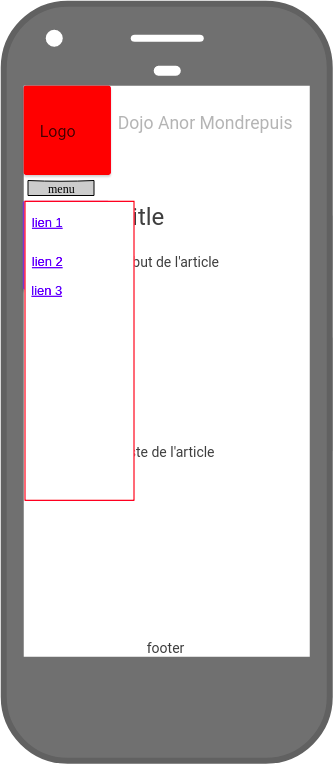 Logo
Dojo Anor Mondrepuis
menu
itle
lien 1
out de l'article
lien 2
lien 3
te de l'article
footer